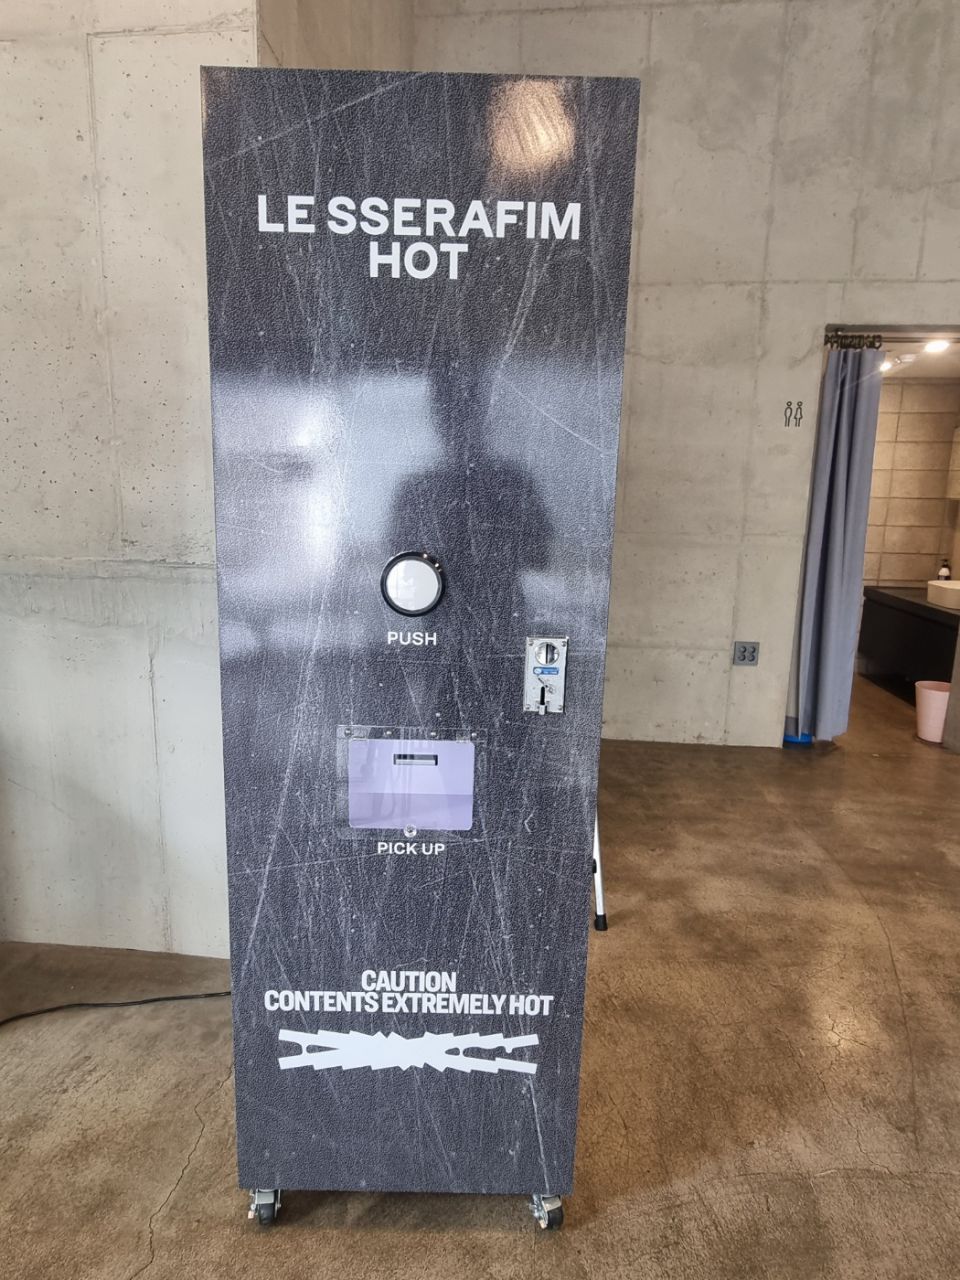 LE SSERAFIM
HOT
PUSH
PICK UP
CAUTION
CONTENTS EXTREMELY HOT